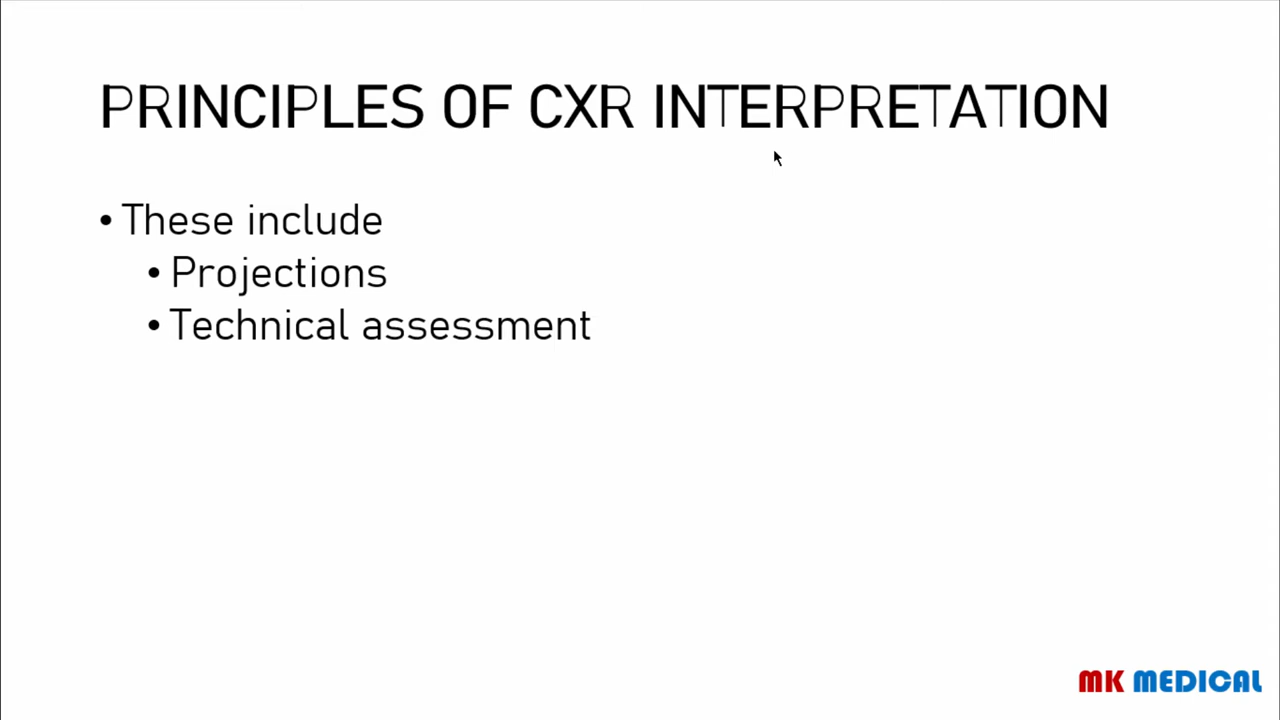 PRINCIPLES OF CXR INTERPRETATION
• These include
• Projections
• Technical assessment
MK MEDICAL